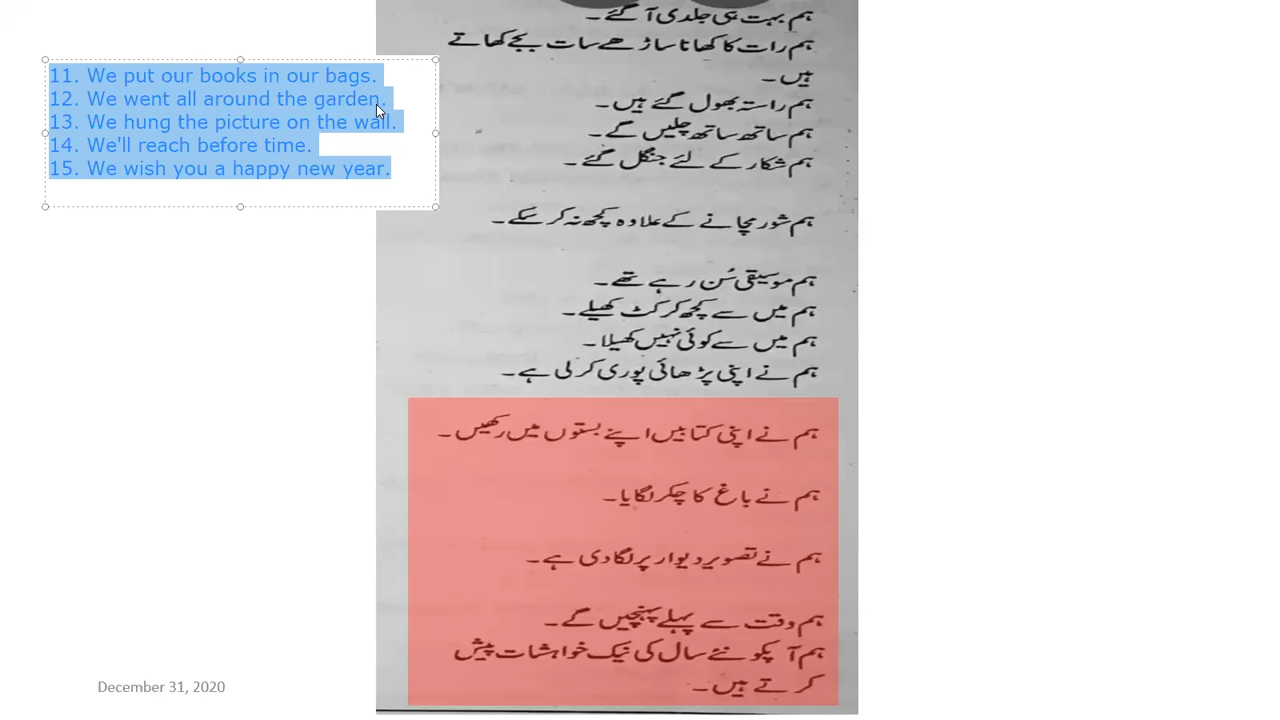 11. We put our books in our bags.
12. We went all around the garden.
13. We hung the picture on the wall.
14. We'll reach before time.
15. We wish you a happy new year.
ہم بہت ہی جلدی آ گئے۔
ہم رات کا کھانا ساڑھے سات بجے کھاتے
ہیں۔
ہم راستہ بھول گئے ہیں۔
ہم ساتھ ساتھ چلیں گے۔
ہم شکار کے لئے جنگل گئے۔
ہم شور مچانے کے علاوہ کچھ نہ کر سکے۔
ہم موسیقی سُن رہے تھے۔
ہم میں سے کچھ کرکٹ کھیلے۔
ہم میں سے کوئی نہیں کھیلا۔
ہم نے اپنی پڑھائی پوری کر لی ہے۔
ہم نے اپنی کتابیں اپنے بستوں میں رکھیں۔
ہم نے باغ کا چکر لگایا۔
ہم نے تصویر دیوار پر لگا دی ہے۔
ہم وقت سے پہلے پہنچیں گے۔
ہم آپکو نئے سال کی نیک خواہشات پیش
کرتے ہیں۔
December 31, 2020